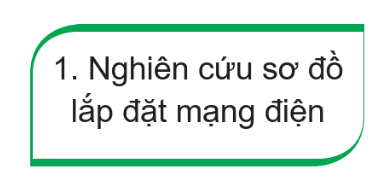 1. Nghiên cứu sơ đồ
lắp đặt mạng điện